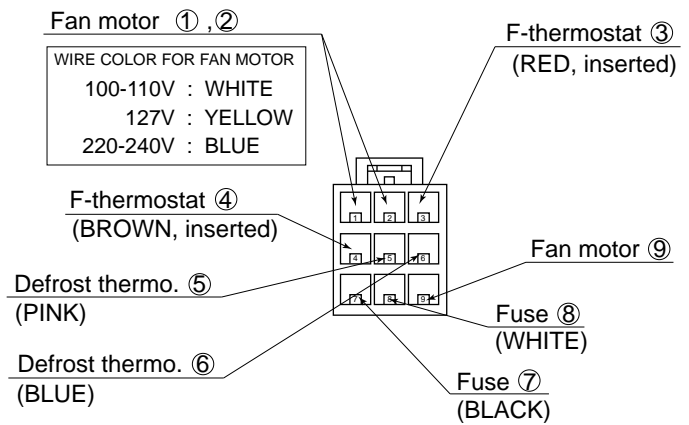 Fan motor ① ,②
WIRE COLOR FOR FAN MOTOR
100-110V : WHITE
127V : YELLOW
220-240V : BLUE
F-thermostat ③
(RED, inserted)
F-thermostat ④
(BROWN, inserted)
1 2 3
4 5 6
7 8 9
Fan motor ⑨
Defrost thermo. ⑤
(PINK)
Fuse ⑧
(WHITE)
Defrost thermo. ⑥
(BLUE)
Fuse ⑦
(BLACK)